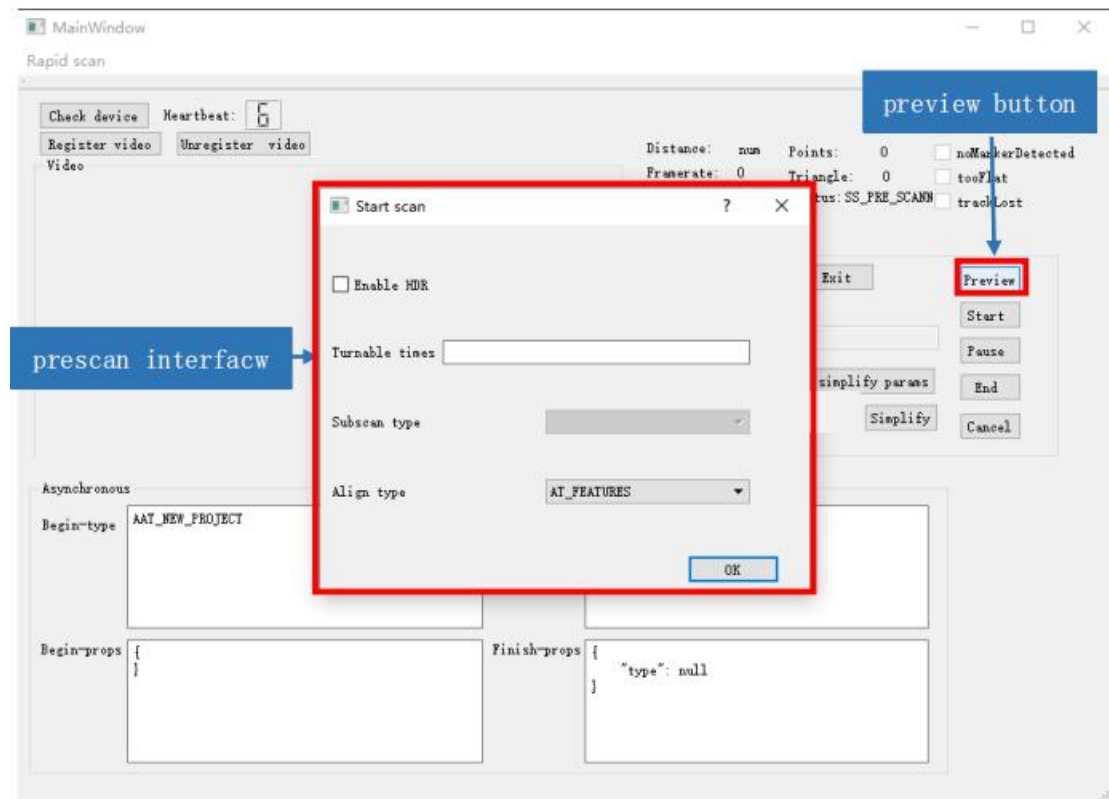 MainWindow
Rapid scan
preview button
Check device
Heartbeat: 6
Register video
Unregister video
Video
Distance: num
Points: 0
noMarkerDetected
Framerate: 0
Triangle: 0
tooFlat
SS_PRE_SCANN
trackLost
Start scan
?
Enable HDR
Exit
Preview
Start
prescan interfacw
Turnable times
Pause
simplify params
End
Subscan type
Simplify
Cancel
Asynchronous
Align type
AT_FEATURES
Begin-type
AAT_NEW_PROJECT
OK
Begin-props
{
}
Finish-props
{
"type": null
}